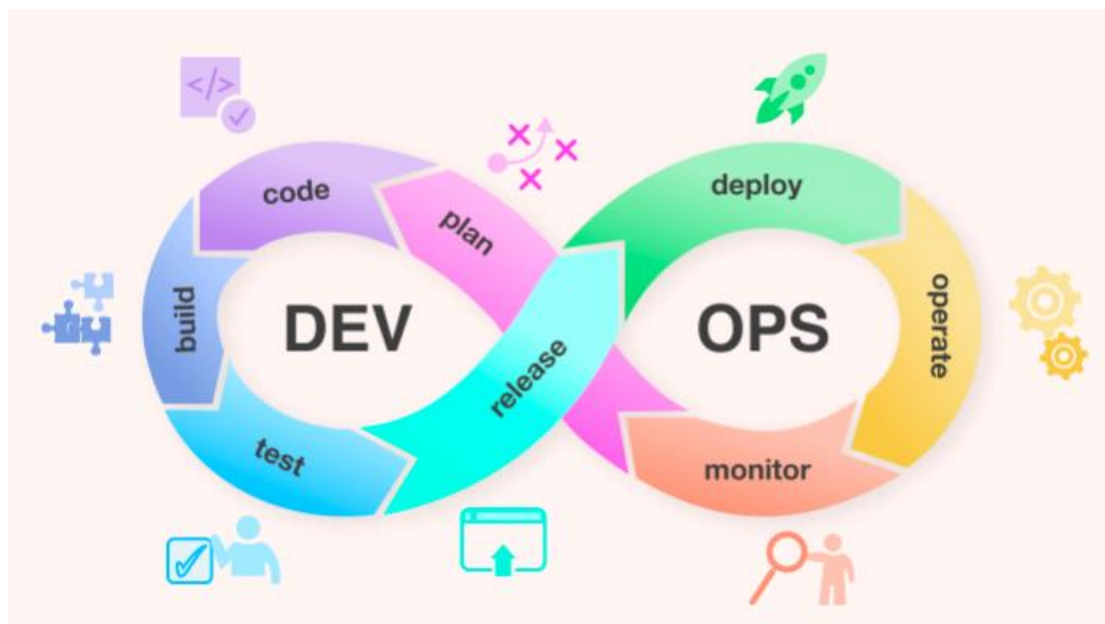 code
plan
deploy
build
DEV
OPS
operate
release
test
monitor